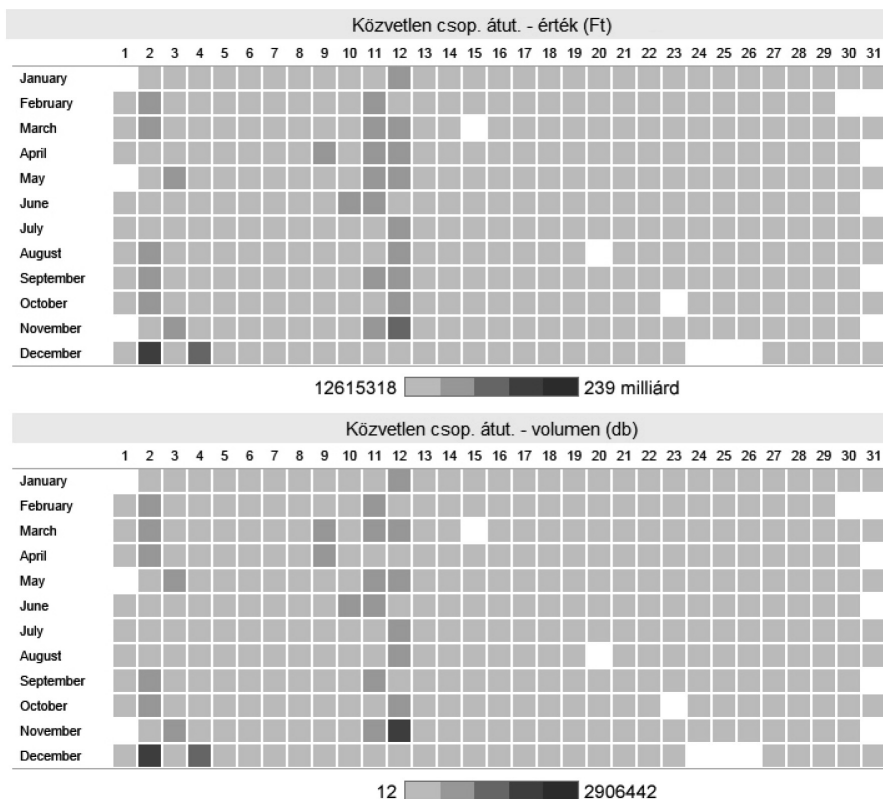 Közvetlen csop. átut. - érték (Ft)
1 2 3 4 5 6 7 8 9 10 11 12 13 14 15 16 17 18 19 20 21 22 23 24 25 26 27 28 29 30 31
January
February
March
April
May
June
July
August
September
October
November
December
12615318 239 milliárd
Közvetlen csop. átut. - volumen (db)
1 2 3 4 5 6 7 8 9 10 11 12 13 14 15 16 17 18 19 20 21 22 23 24 25 26 27 28 29 30 31
January
February
March
April
May
June
July
August
September
October
November
December
12 2906442